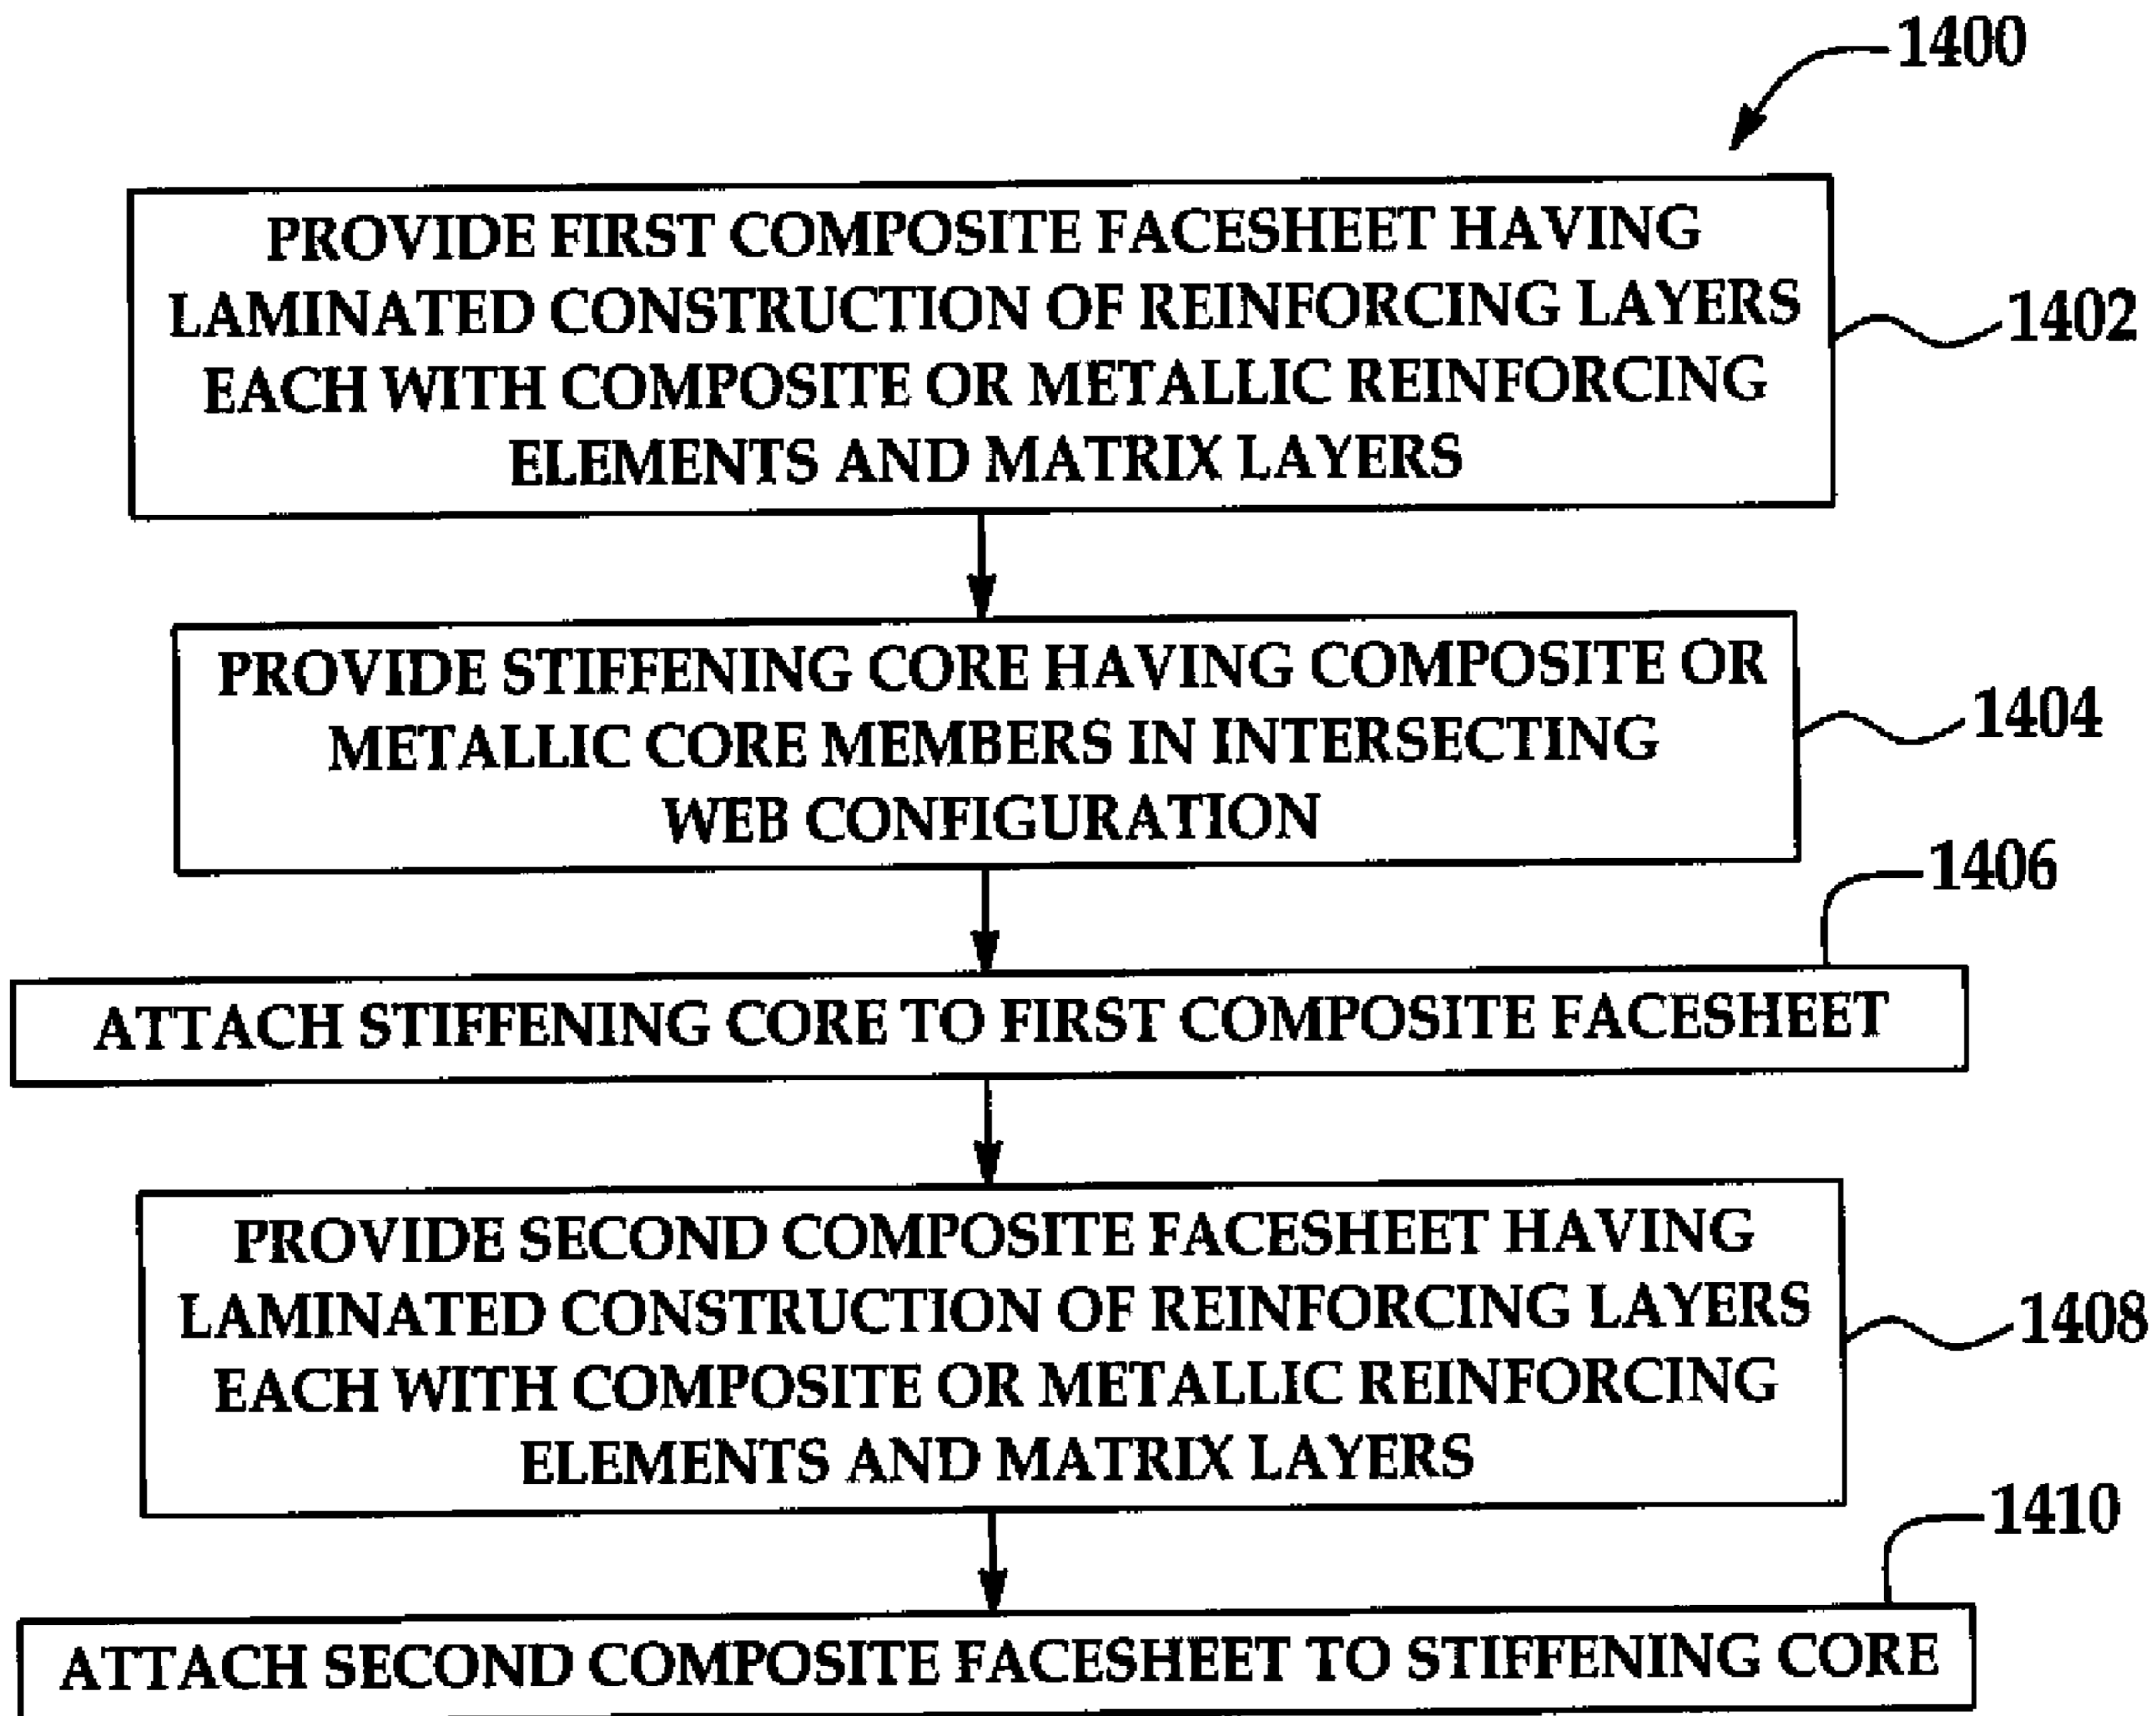 1400
PROVIDE FIRST COMPOSITE FACESHEET HAVING
LAMINATED CONSTRUCTION OF REINFORCING LAYERS
EACH WITH COMPOSITE OR METALLIC REINFORCING
ELEMENTS AND MATRIX LAYERS
1402
PROVIDE STIFFENING CORE HAVING COMPOSITE OR
METALLIC CORE MEMBERS IN INTERSECTING
WEB CONFIGURATION
1404
1406
ATTACH STIFFENING CORE TO FIRST COMPOSITE FACESHEET
PROVIDE SECOND COMPOSITE FACESHEET HAVING
LAMINATED CONSTRUCTION OF REINFORCING LAYERS
EACH WITH COMPOSITE OR METALLIC REINFORCING
ELEMENTS AND MATRIX LAYERS
1408
1410
ATTACH SECOND COMPOSITE FACESHEET TO STIFFENING CORE